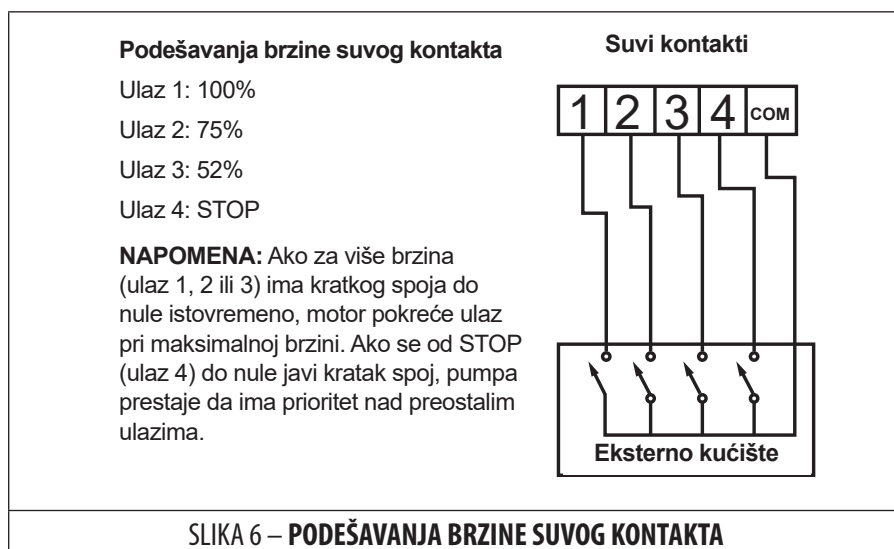 Podešavanja brzine suvog kontakta
Ulaz 1: 100%
Ulaz 2: 75%
Ulaz 3: 52%
Ulaz 4: STOP
NAPOMENA: Ako za više brzina
(ulaz 1, 2 ili 3) ima kratkog spoja do
nule istovremeno, motor pokreće ulaz
pri maksimalnoj brzini. Ako se od STOP
(ulaz 4) do nule javi kratak spoj, pumpa
prestaje da ima prioritet nad preostalim
ulazima.
Suvi kontakti
1 2 3 4 COM
Eksterno kućište
SLIKA 6 – PODEŠAVANJA BRZINE SUVOG KONTAKTA